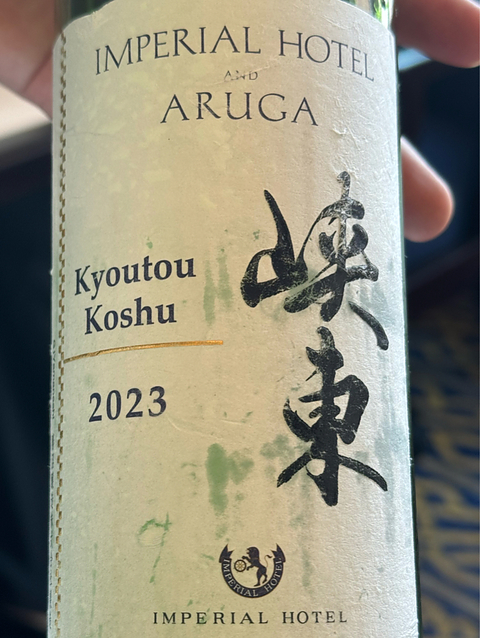 IMPERIAL HOTEL
AND
ARUGA
峡東
Kyoutou
Koshu
2023
IMPERIAL HOTEL
IMPERIAL HOTEL